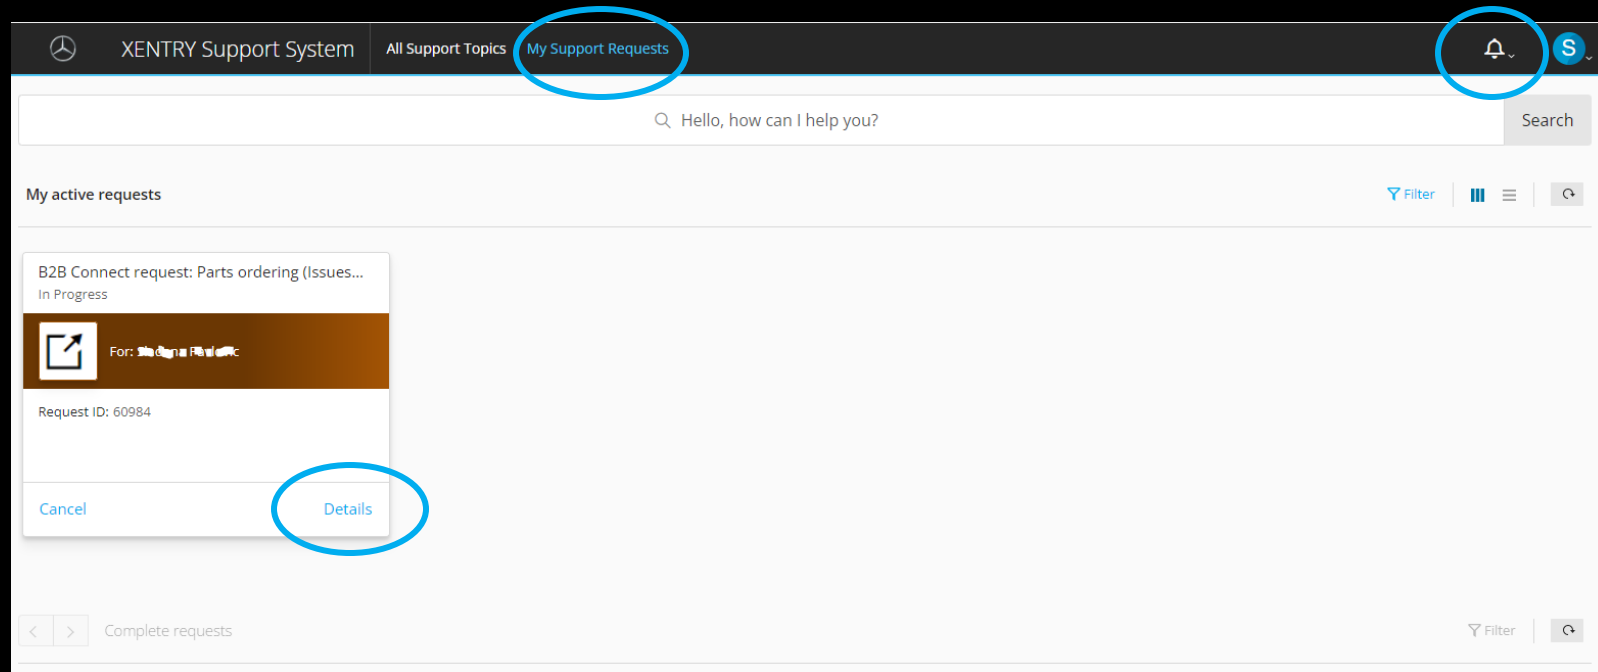 XENTRY Support System
All Support Topics
My Support Requests
S
Hello, how can I help you?
Search
My active requests
Filter
B2B Connect request: Parts ordering (Issues...
In Progress
For:
Request ID: 60984
Cancel
Details
Complete requests
Filter